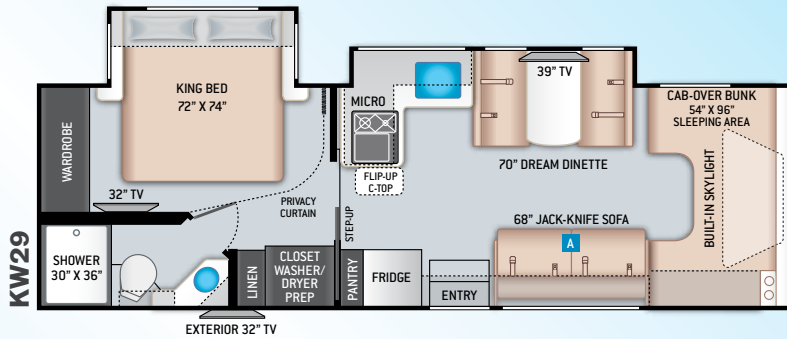 KING BED
72" X 74"
WARDROBE
32" TV
PRIVACY
CURTAIN
SHOWER
30" X 36"
KW29
LINEN
CLOSET
WASHER/
DRYER
PREP
EXTERIOR 32" TV
STEP-UP
PANTRY
FRIDGE
ENTRY
MICRO
FLIP-UP
C-TOP
39" TV
70" DREAM DINETTE
68" JACK-KNIFE SOFA
A
CAB-OVER BUNK
54" X 96"
SLEEPING AREA
BUILT-IN SKYLIGHT